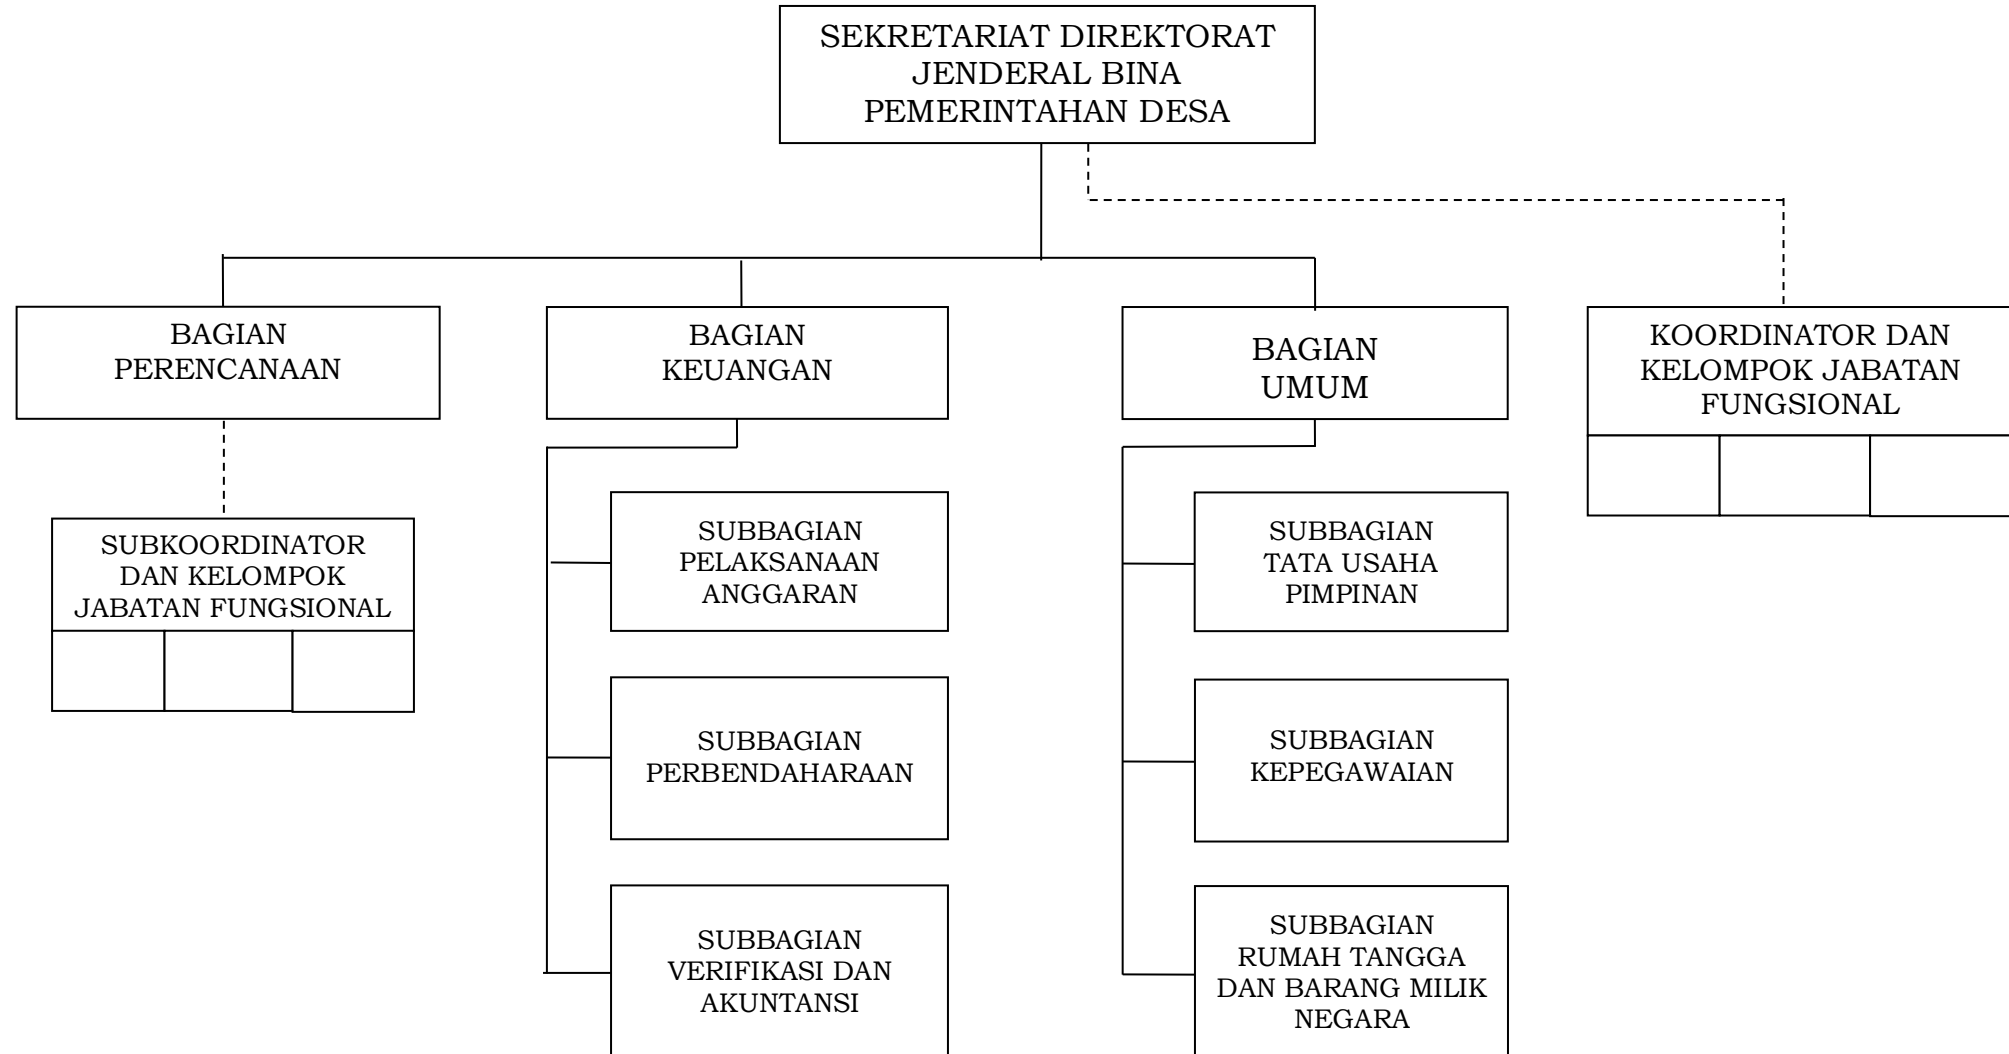 SEKRETARIAT DIREKTORAT
JENDERAL BINA
PEMERINTAHAN DESA
BAGIAN
PERENCANAAN
BAGIAN
KEUANGAN
BAGIAN
UMUM
KOORDINATOR DAN
KELOMPOK JABATAN
FUNGSIONAL
SUBKOORDINATOR
DAN KELOMPOK
JABATAN FUNGSIONAL
SUBBAGIAN
PELAKSANAAN
ANGGARAN
SUBBAGIAN
TATA USAHA
PIMPINAN
SUBBAGIAN
PERBENDAHARAAN
SUBBAGIAN
KEPEGAWAIAN
SUBBAGIAN
VERIFIKASI DAN
AKUNTANSI
SUBBAGIAN
RUMAH TANGGA
DAN BARANG MILIK
NEGARA